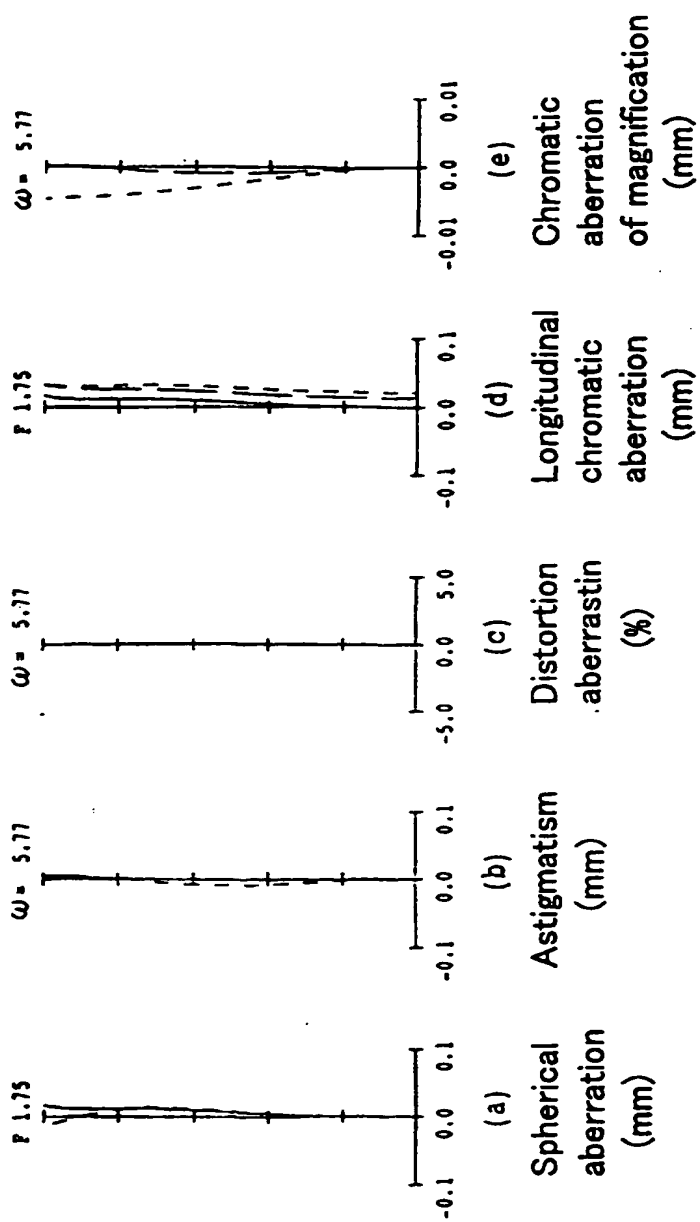 F 1.75
-0.1 0.0 0.1
(a)
Spherical
aberration
(mm)
ω= 5.77
-0.1 0.0 0.1
(b)
Astigmatism
(mm)
ω= 5.77
-5.0 0.0 5.0
(c)
Distortion
aberrastin
(%)
F 1.75
-0.1 0.0 0.1
(d)
Longitudinal
chromatic
aberration
(mm)
ω= 5.77
-0.01 0.0 0.01
(e)
Chromatic
aberration
of magnification
(mm)